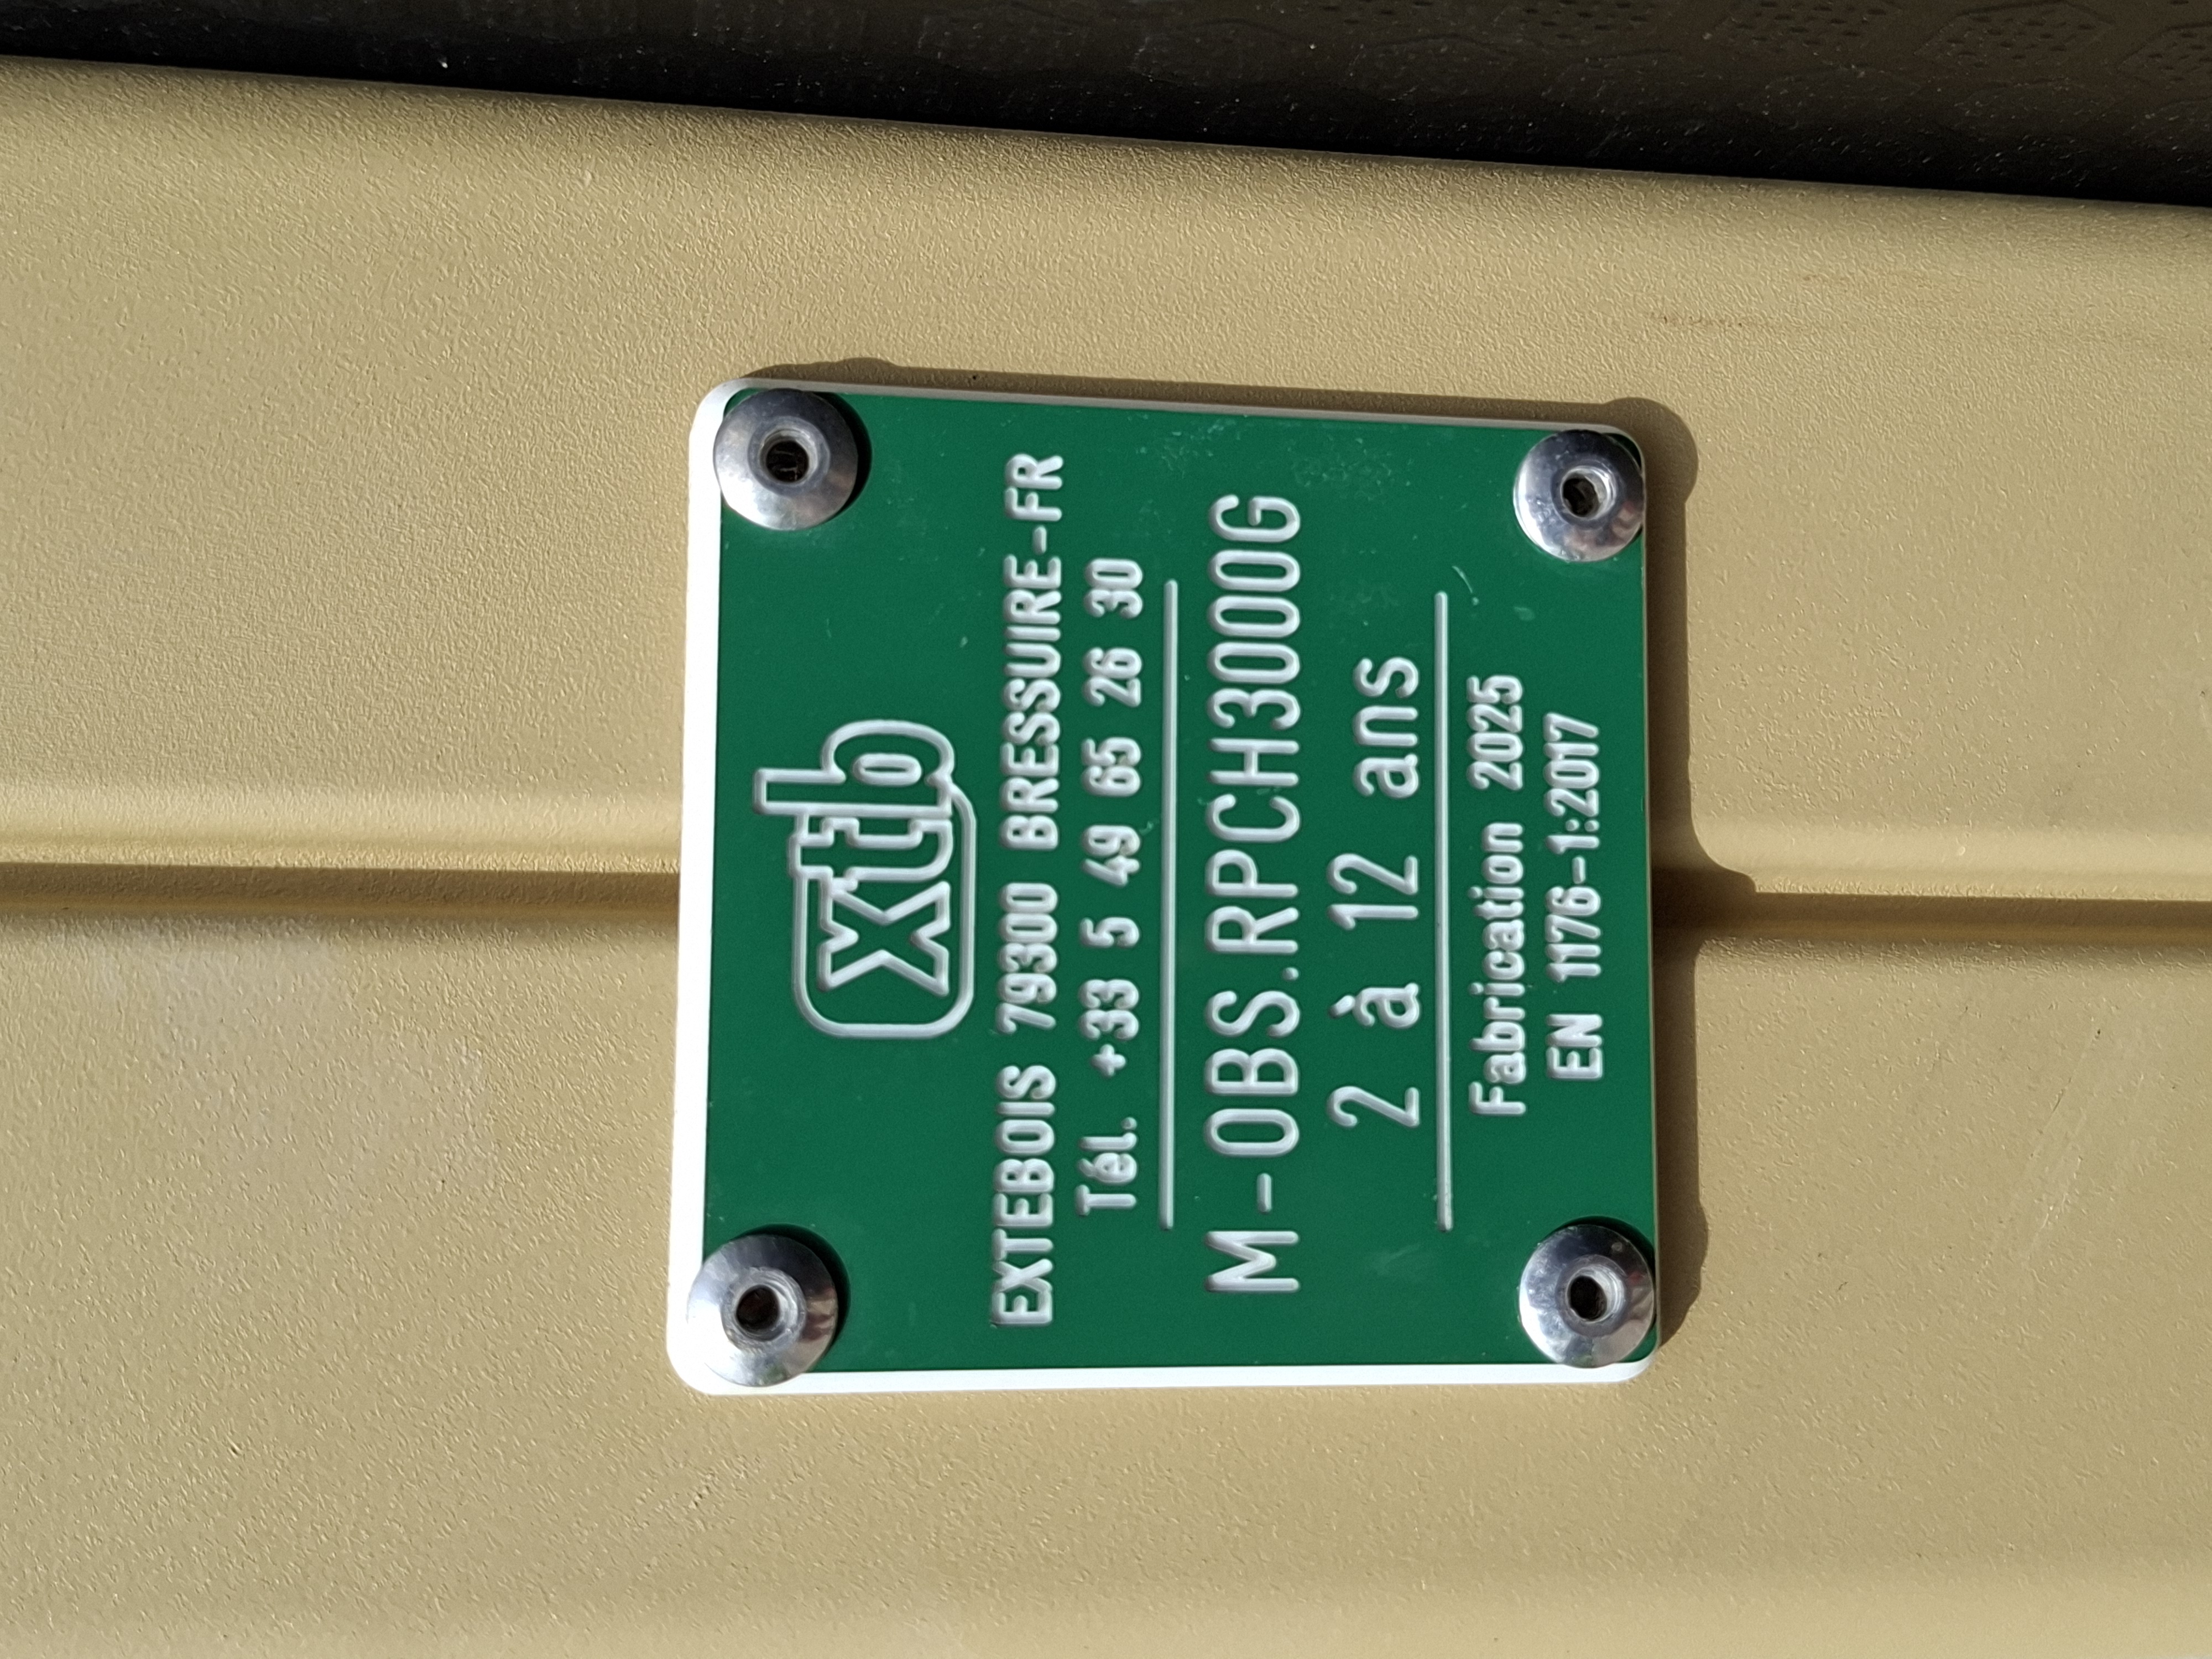 xtb
EXTEBOIS 79300 BRESSUIRE-FR
Tél. +33 5 49 65 26 30
M-OBS.RPCH3000G
2 à 12 ans
Fabrication 2025
EN 1176-1:2017